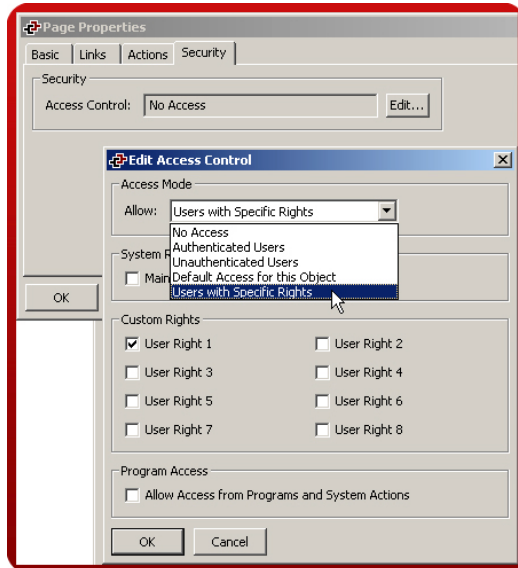 Page Properties
Basic Links Actions Security
Security
Access Control: No Access Edit...
Edit Access Control
Access Mode
Allow: Users with Specific Rights
No Access
Authenticated Users
Unauthenticated Users
System R
Default Access for this Object
Main
Users with Specific Rights
OK
Custom Rights
User Right 1 User Right 2
User Right 3 User Right 4
User Right 5 User Right 6
User Right 7 User Right 8
Program Access
Allow Access from Programs and System Actions
OK Cancel